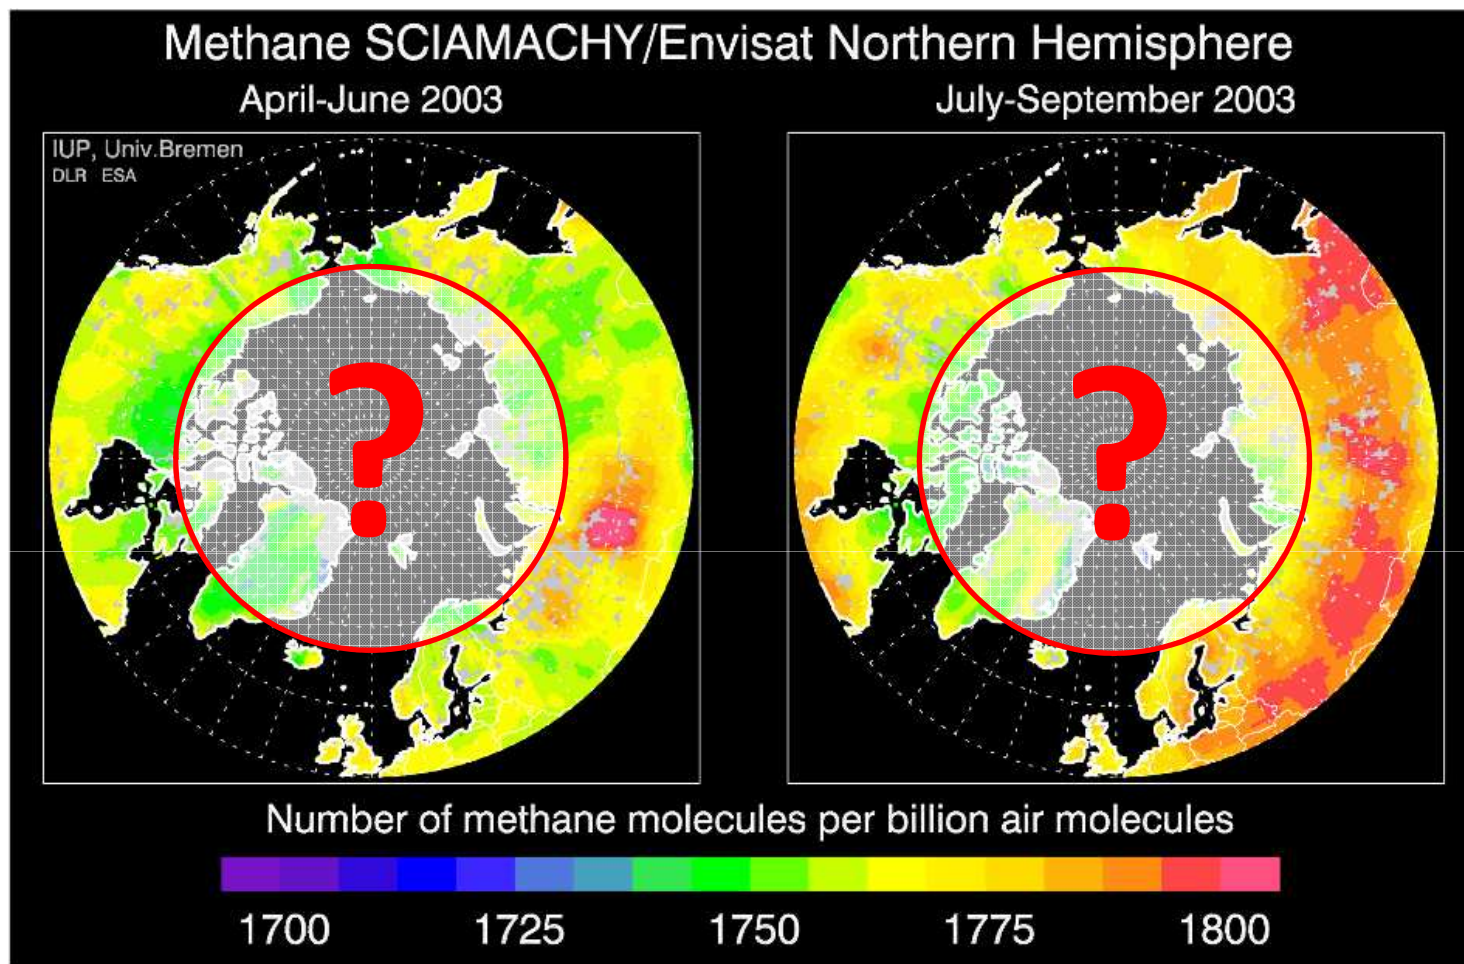 Methane SCIAMACHY/Envisat Northern Hemisphere
April-June 2003
July-September 2003
IUP, Univ.Bremen
DLR ESA
?
?
Number of methane molecules per billion air molecules
1700 1725 1750 1775 1800